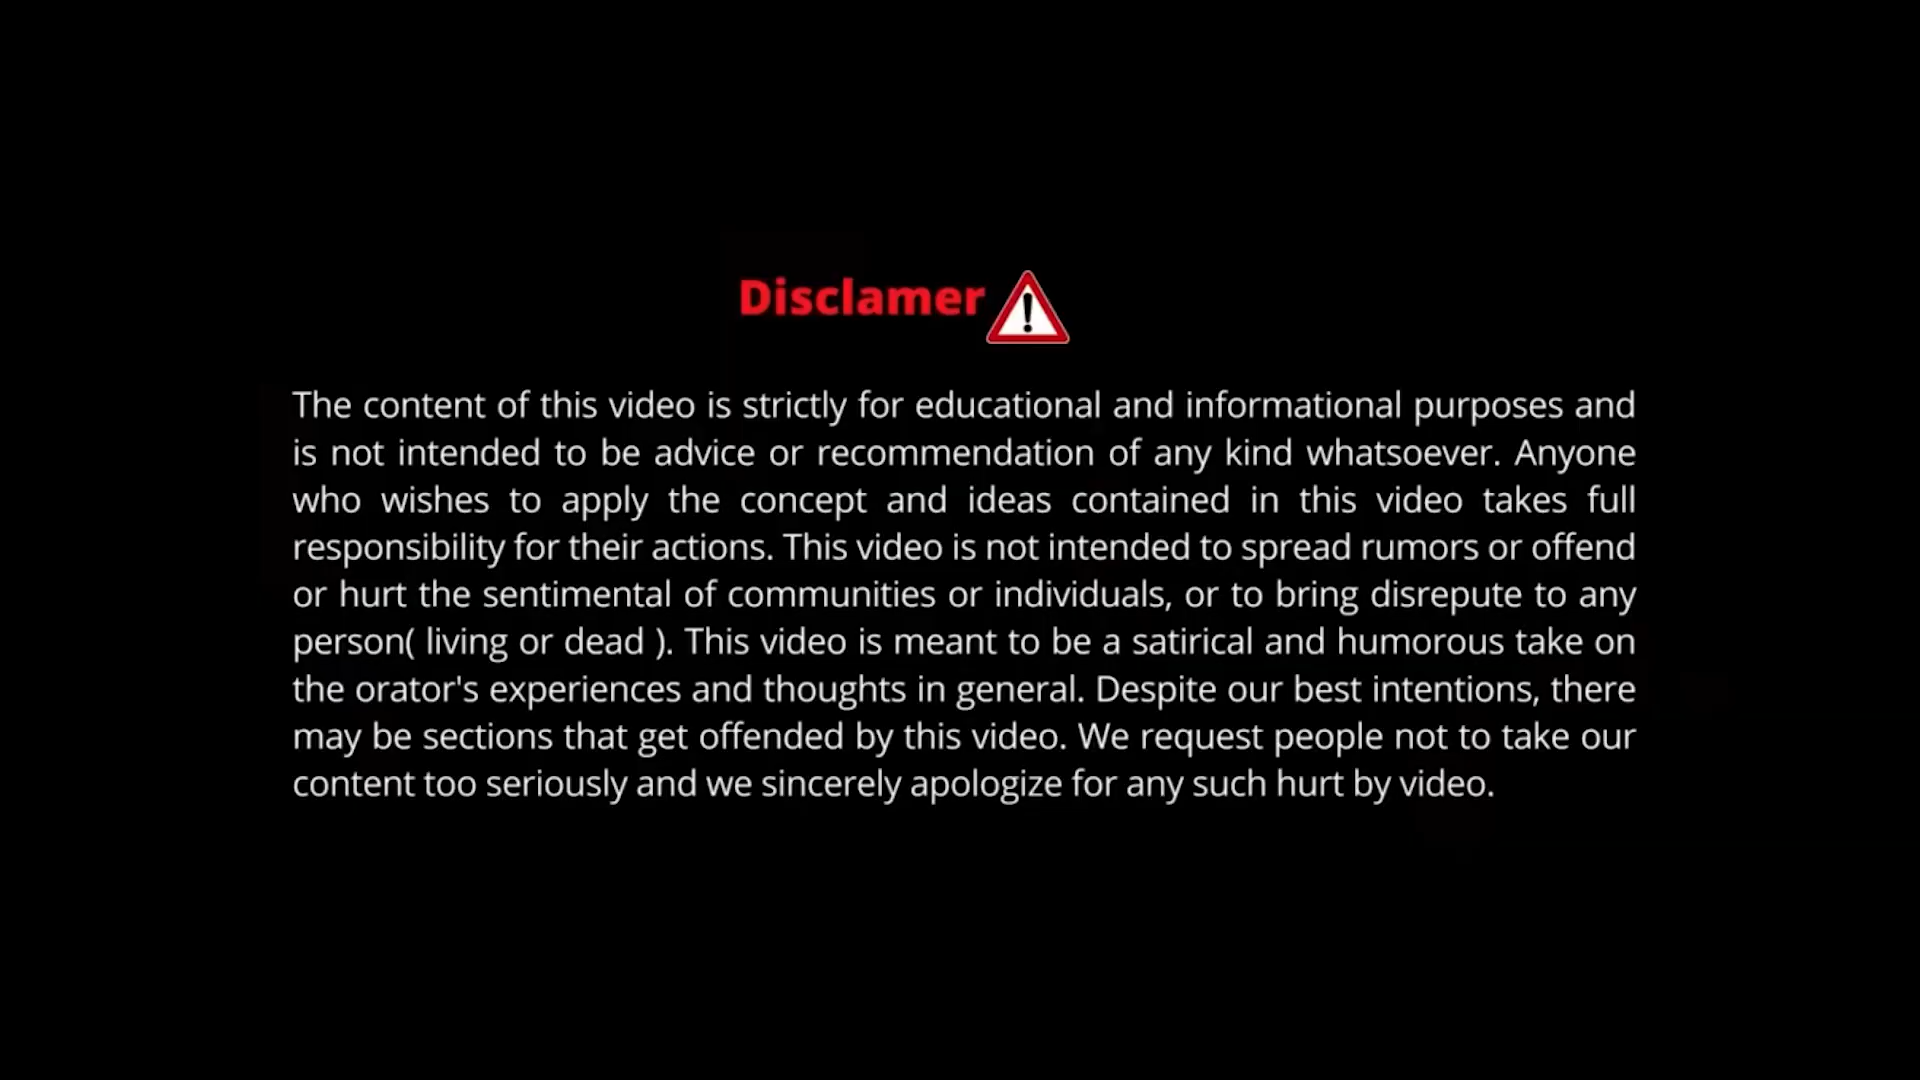 Disclamer
The content of this video is strictly for educational and informational purposes and
is not intended to be advice or recommendation of any kind whatsoever. Anyone
who wishes to apply the concept and ideas contained in this video takes full
responsibility for their actions. This video is not intended to spread rumors or offend
or hurt the sentimental of communities or individuals, or to bring disrepute to any
person( living or dead ). This video is meant to be a satirical and humorous take on
the orator's experiences and thoughts in general. Despite our best intentions, there
may be sections that get offended by this video. We request people not to take our
content too seriously and we sincerely apologize for any such hurt by video.